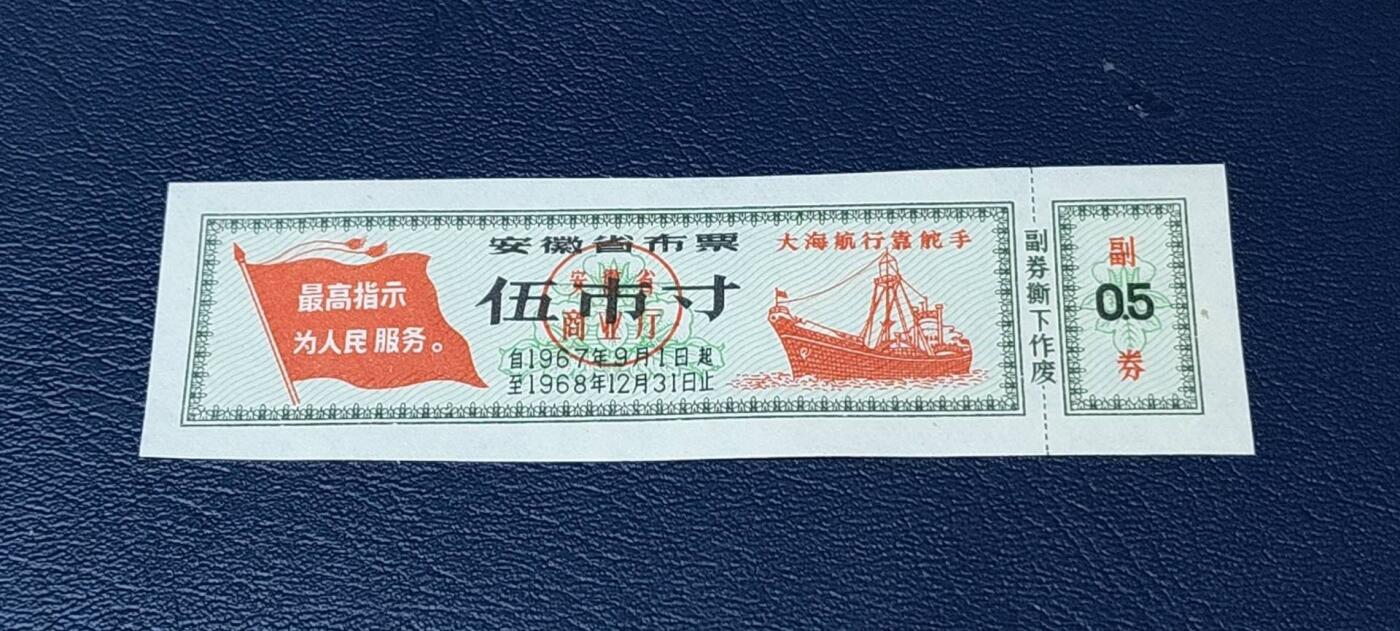 最高指示
为人民服务。
安徽省布票
伍市寸
安徽省
商业厅
自1967年9月1日起
至1968年12月31日止
大海航行靠舵手
副券撕下作废
副
0.5
券